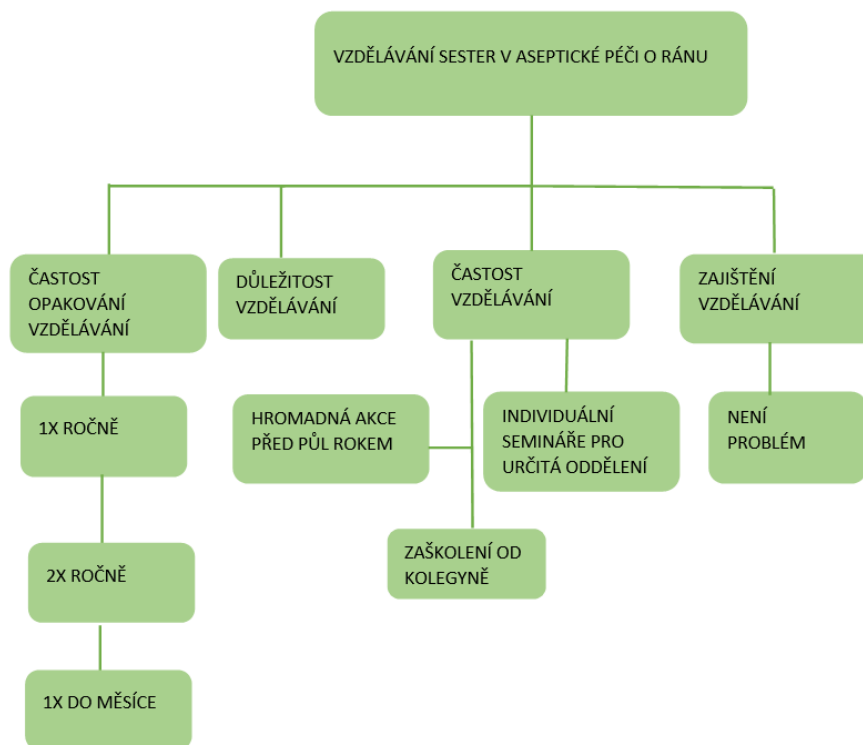 VZDĚLÁVÁNÍ SESTER V ASEPTICKÉ PÉČI O RÁNU
ČASTOST
OPAKOVÁNÍ
VZDĚLÁVÁNÍ
DŮLEŽITOST
VZDĚLÁVÁNÍ
ČASTOST
VZDĚLÁVÁNÍ
ZAJIŠTĚNÍ
VZDĚLÁVÁNÍ
1X ROČNĚ
HROMADNÁ AKCE
PŘED PŮL ROKEM
INDIVIDUÁLNÍ
SEMINÁŘE PRO
URČITÁ ODDĚLENÍ
NENÍ
PROBLÉM
2X ROČNĚ
ZAŠKOLENÍ OD
KOLEGYNĚ
1X DO MĚSÍCE